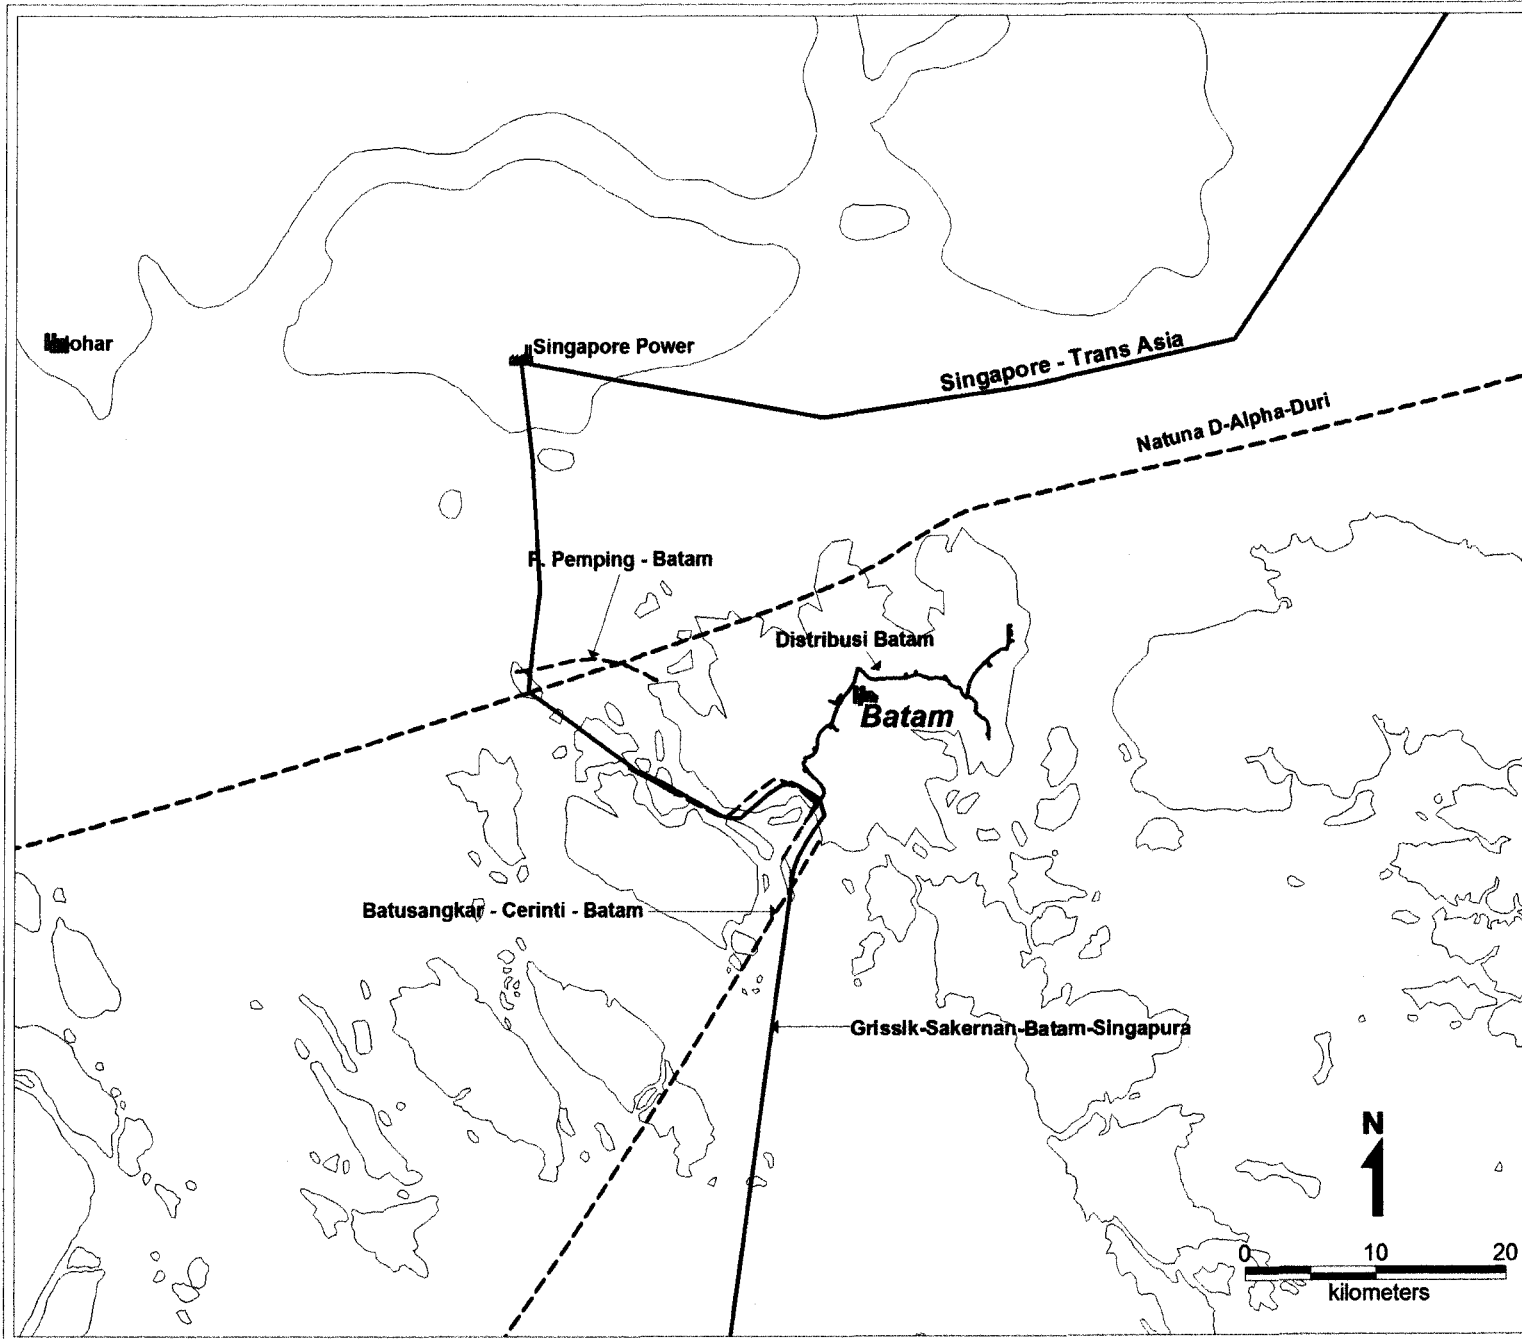 Johar
Singapore Power
Singapore - Trans Asia
Natuna D-Alpha-Duri
P. Pemping - Batam
Distribusi Batam
Batam
Batusangkar - Cerinti - Batam
Grissik-Sakernan-Batam-Singapura
N
0 10 20
kilometers